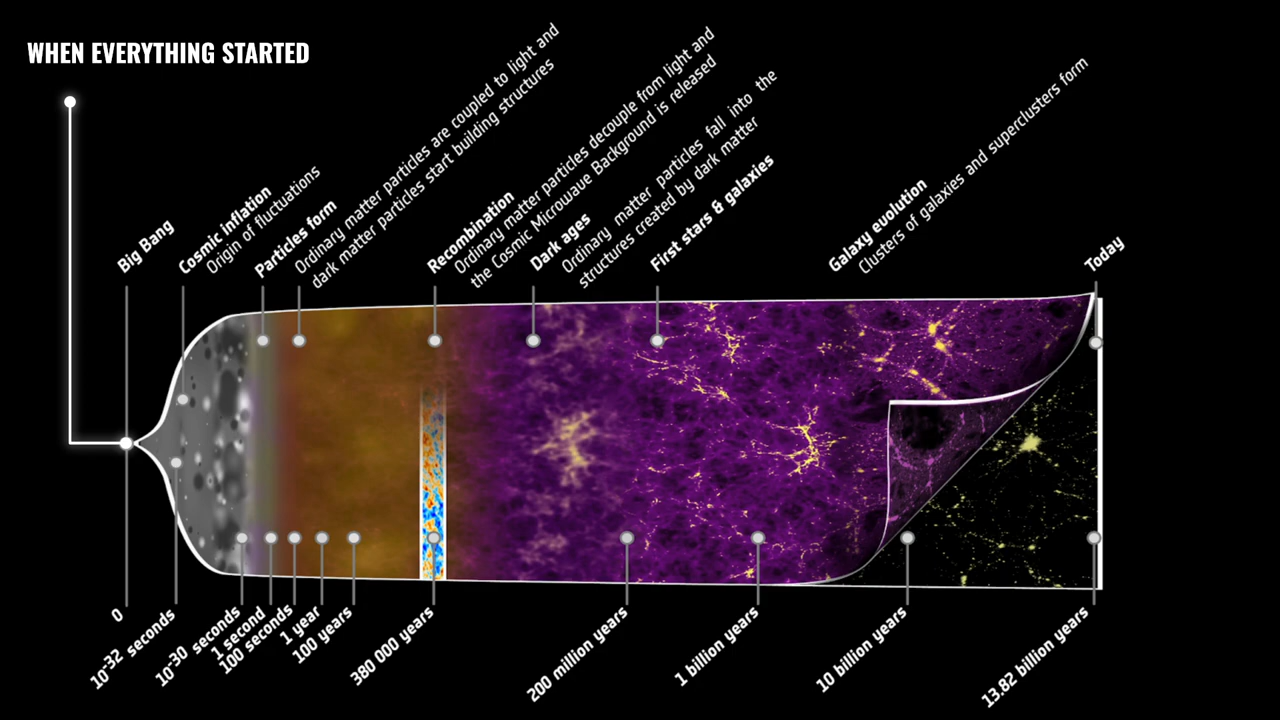 WHEN EVERYTHING STARTED
Big Bang
Cosmic inflation
Origin of fluctuations
Particles form
Ordinary matter particles are coupled to light and
dark matter particles start building structures
Recombination
Ordinary matter particles decouple from light and
the Cosmic Microwave Background is released
Dark ages
Ordinary matter particles fall into the
structures created by dark matter
First stars & galaxies
Galaxy evolution
Clusters of galaxies and superclusters form
Today
0
10-32 seconds
10-30 seconds
1 second
100 seconds
1 year
100 years
380 000 years
200 million years
1 billion years
10 billion years
13.82 billion years